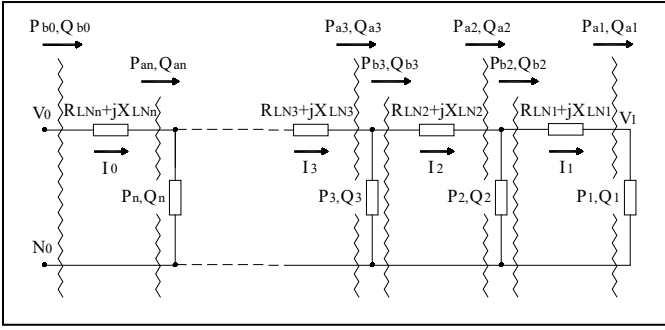 Pb0,Qb0 Pa3,Qa3 Pa2,Qa2 Pa1,Qa1
Pan,Qan Pb3,Qb3 Pb2,Qb2
V0 RLNn+jXLNn RLN3+jXLN3 RLN2+jXLN2 RLN1+jXLN1 V1
I0 I3 I2 I1
Pn,Qn P3,Q3 P2,Q2 P1,Q1
N0